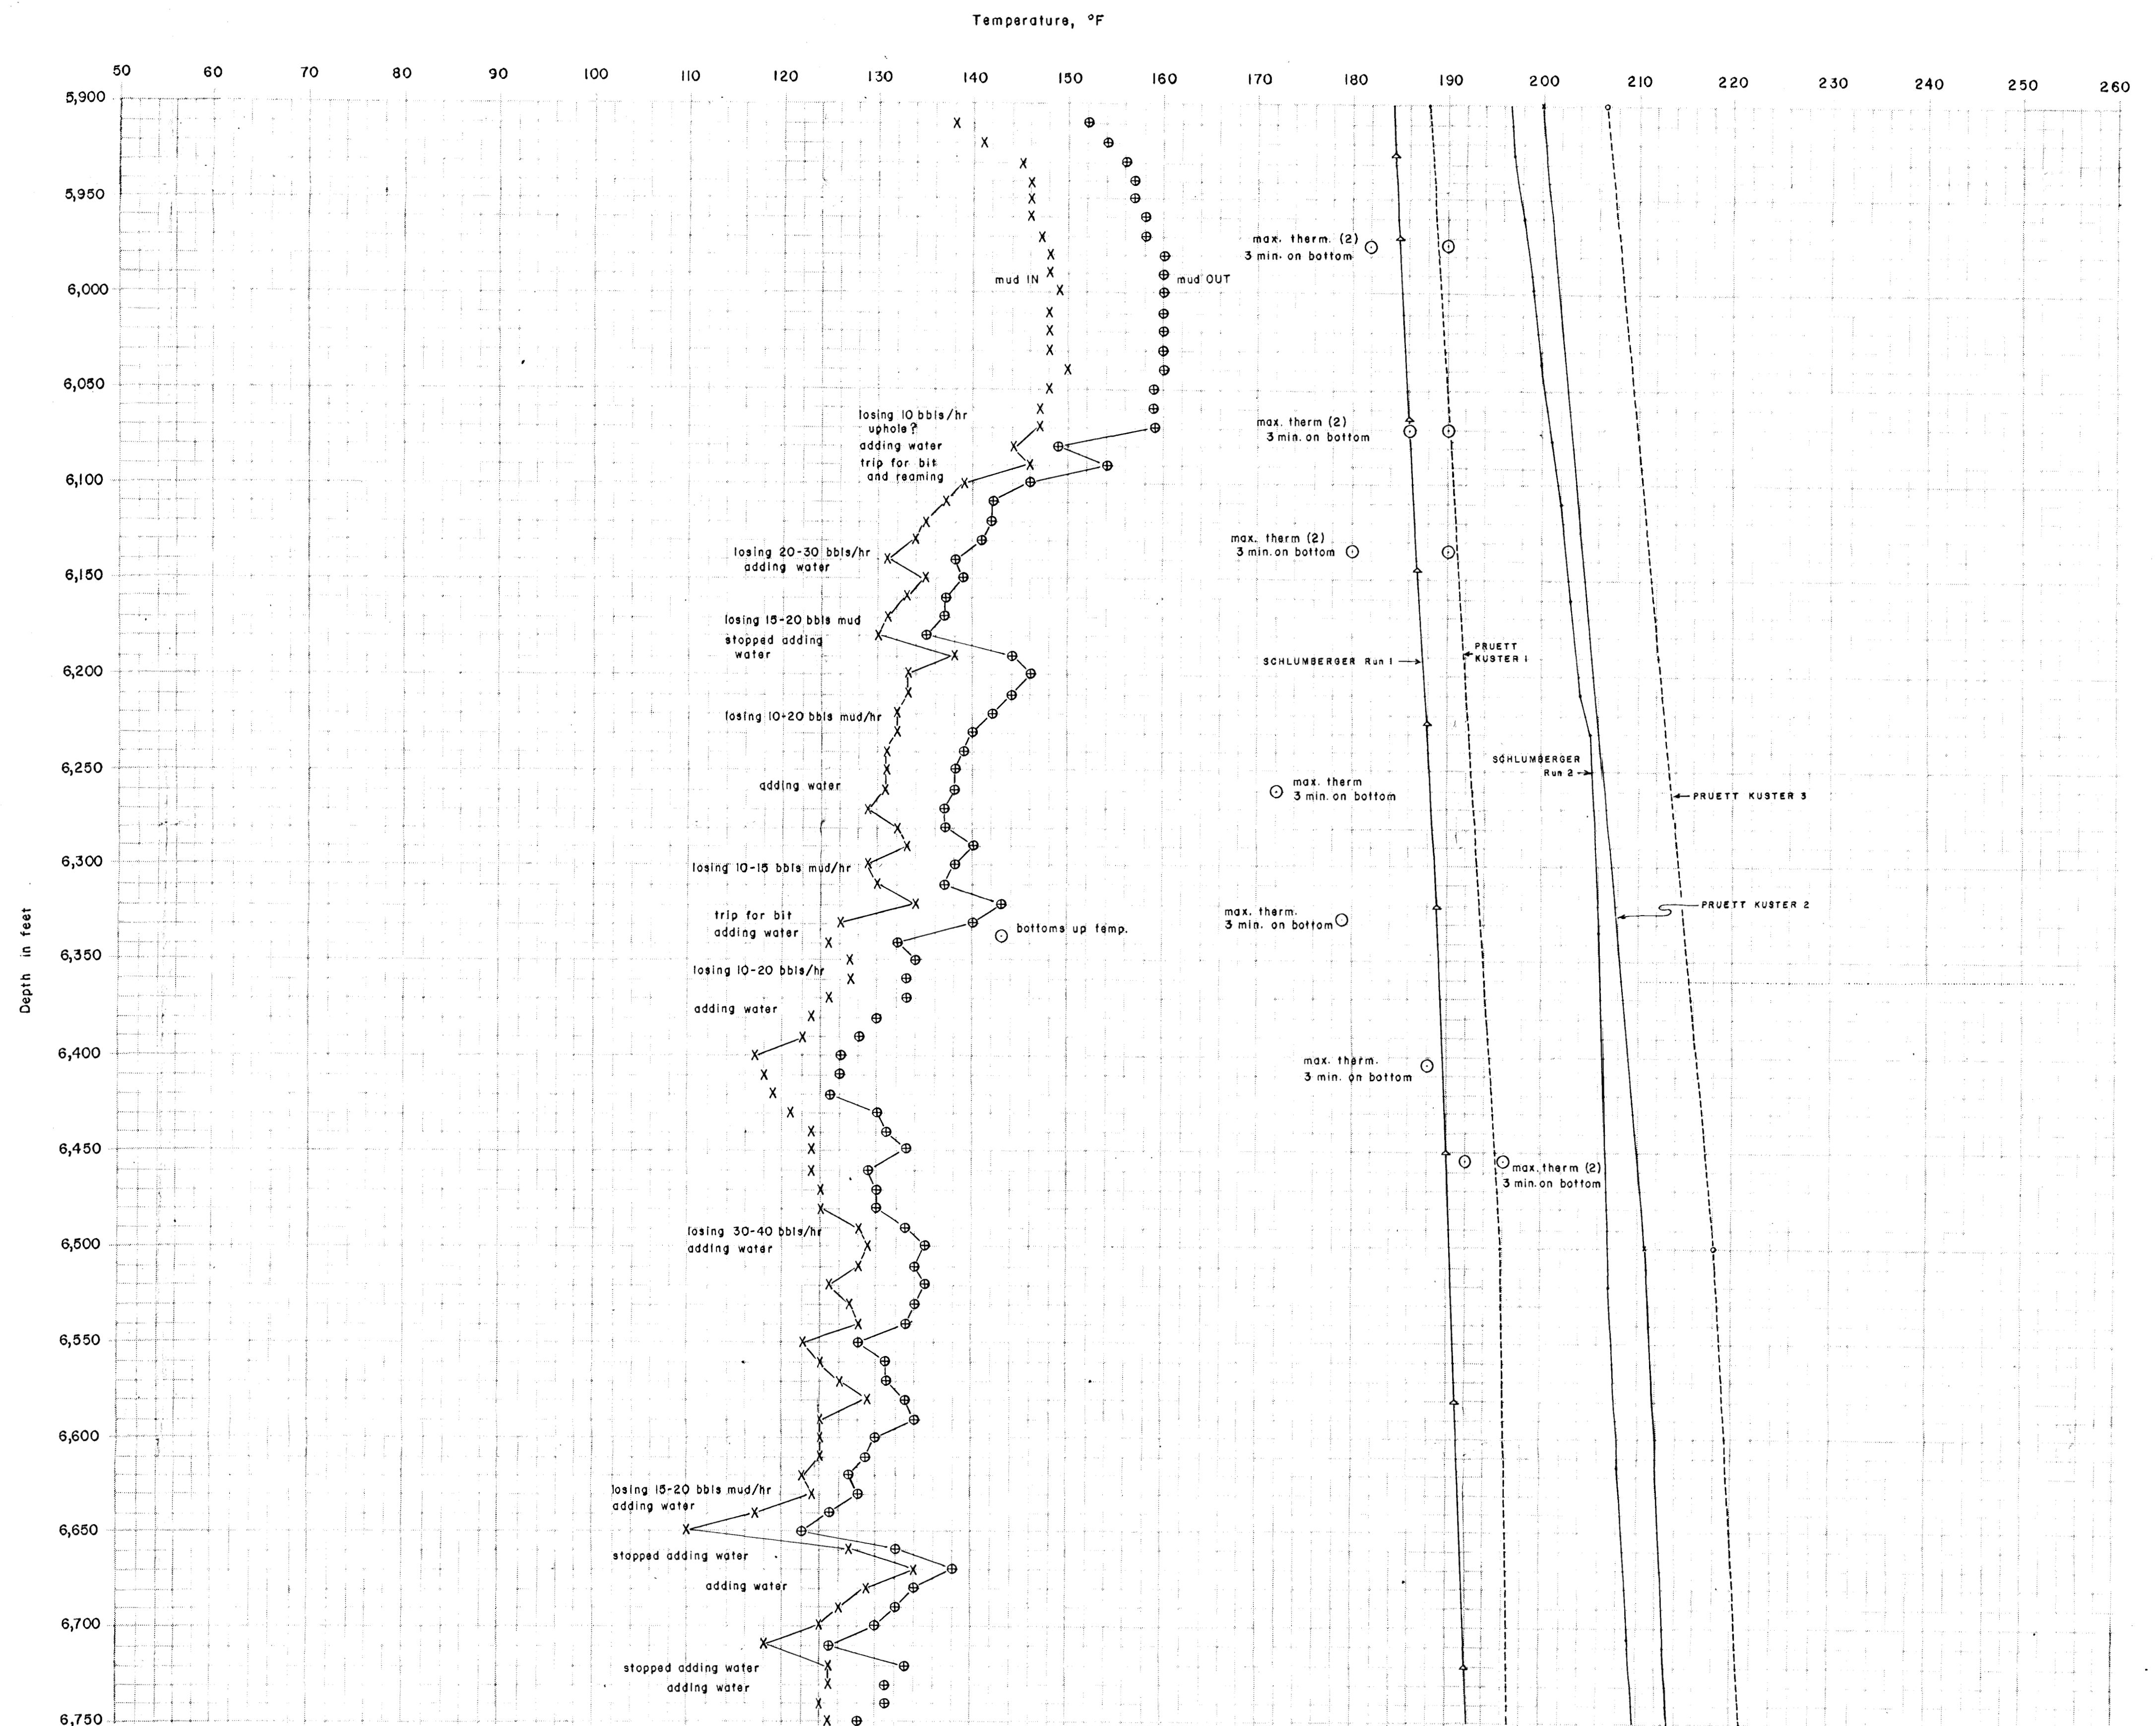 Temperature, °F
50 60 70 80 90 100 110 120 130 140 150 160 170 180 190 200 210 220 230 240 250 260
5,900
5,950
max. therm. (2)
3 min. on bottom
mud IN
mud OUT
6,000
6,050
losing 10 bbls/hr
uphole?
adding water
trip for bit
and reaming
max. therm (2)
3 min. on bottom
6,100
max. therm (2)
3 min. on bottom
losing 20-30 bbls/hr
adding water
6,150
losing 15-20 bbls mud
stopped adding
water
SCHLUMBERGER Run 1
PRUETT
KUSTER 1
6,200
losing 10-20 bbls mud/hr
6,250
SCHLUMBERGER
Run 2
adding water
max. therm
3 min. on bottom
PRUETT KUSTER 3
6,300
losing 10-15 bbls mud/hr
PRUETT KUSTER 2
trip for bit
adding water
bottoms up temp.
max. therm.
3 min. on bottom
Depth in feet
6,350
losing 10-20 bbls/hr
adding water
6,400
max. therm.
3 min. on bottom
6,450
max. therm (2)
3 min. on bottom
losing 30-40 bbls/hr
adding water
6,500
6,550
6,600
losing 15-20 bbls mud/hr
adding water
6,650
stopped adding water
adding water
6,700
stopped adding water
adding water
6,750